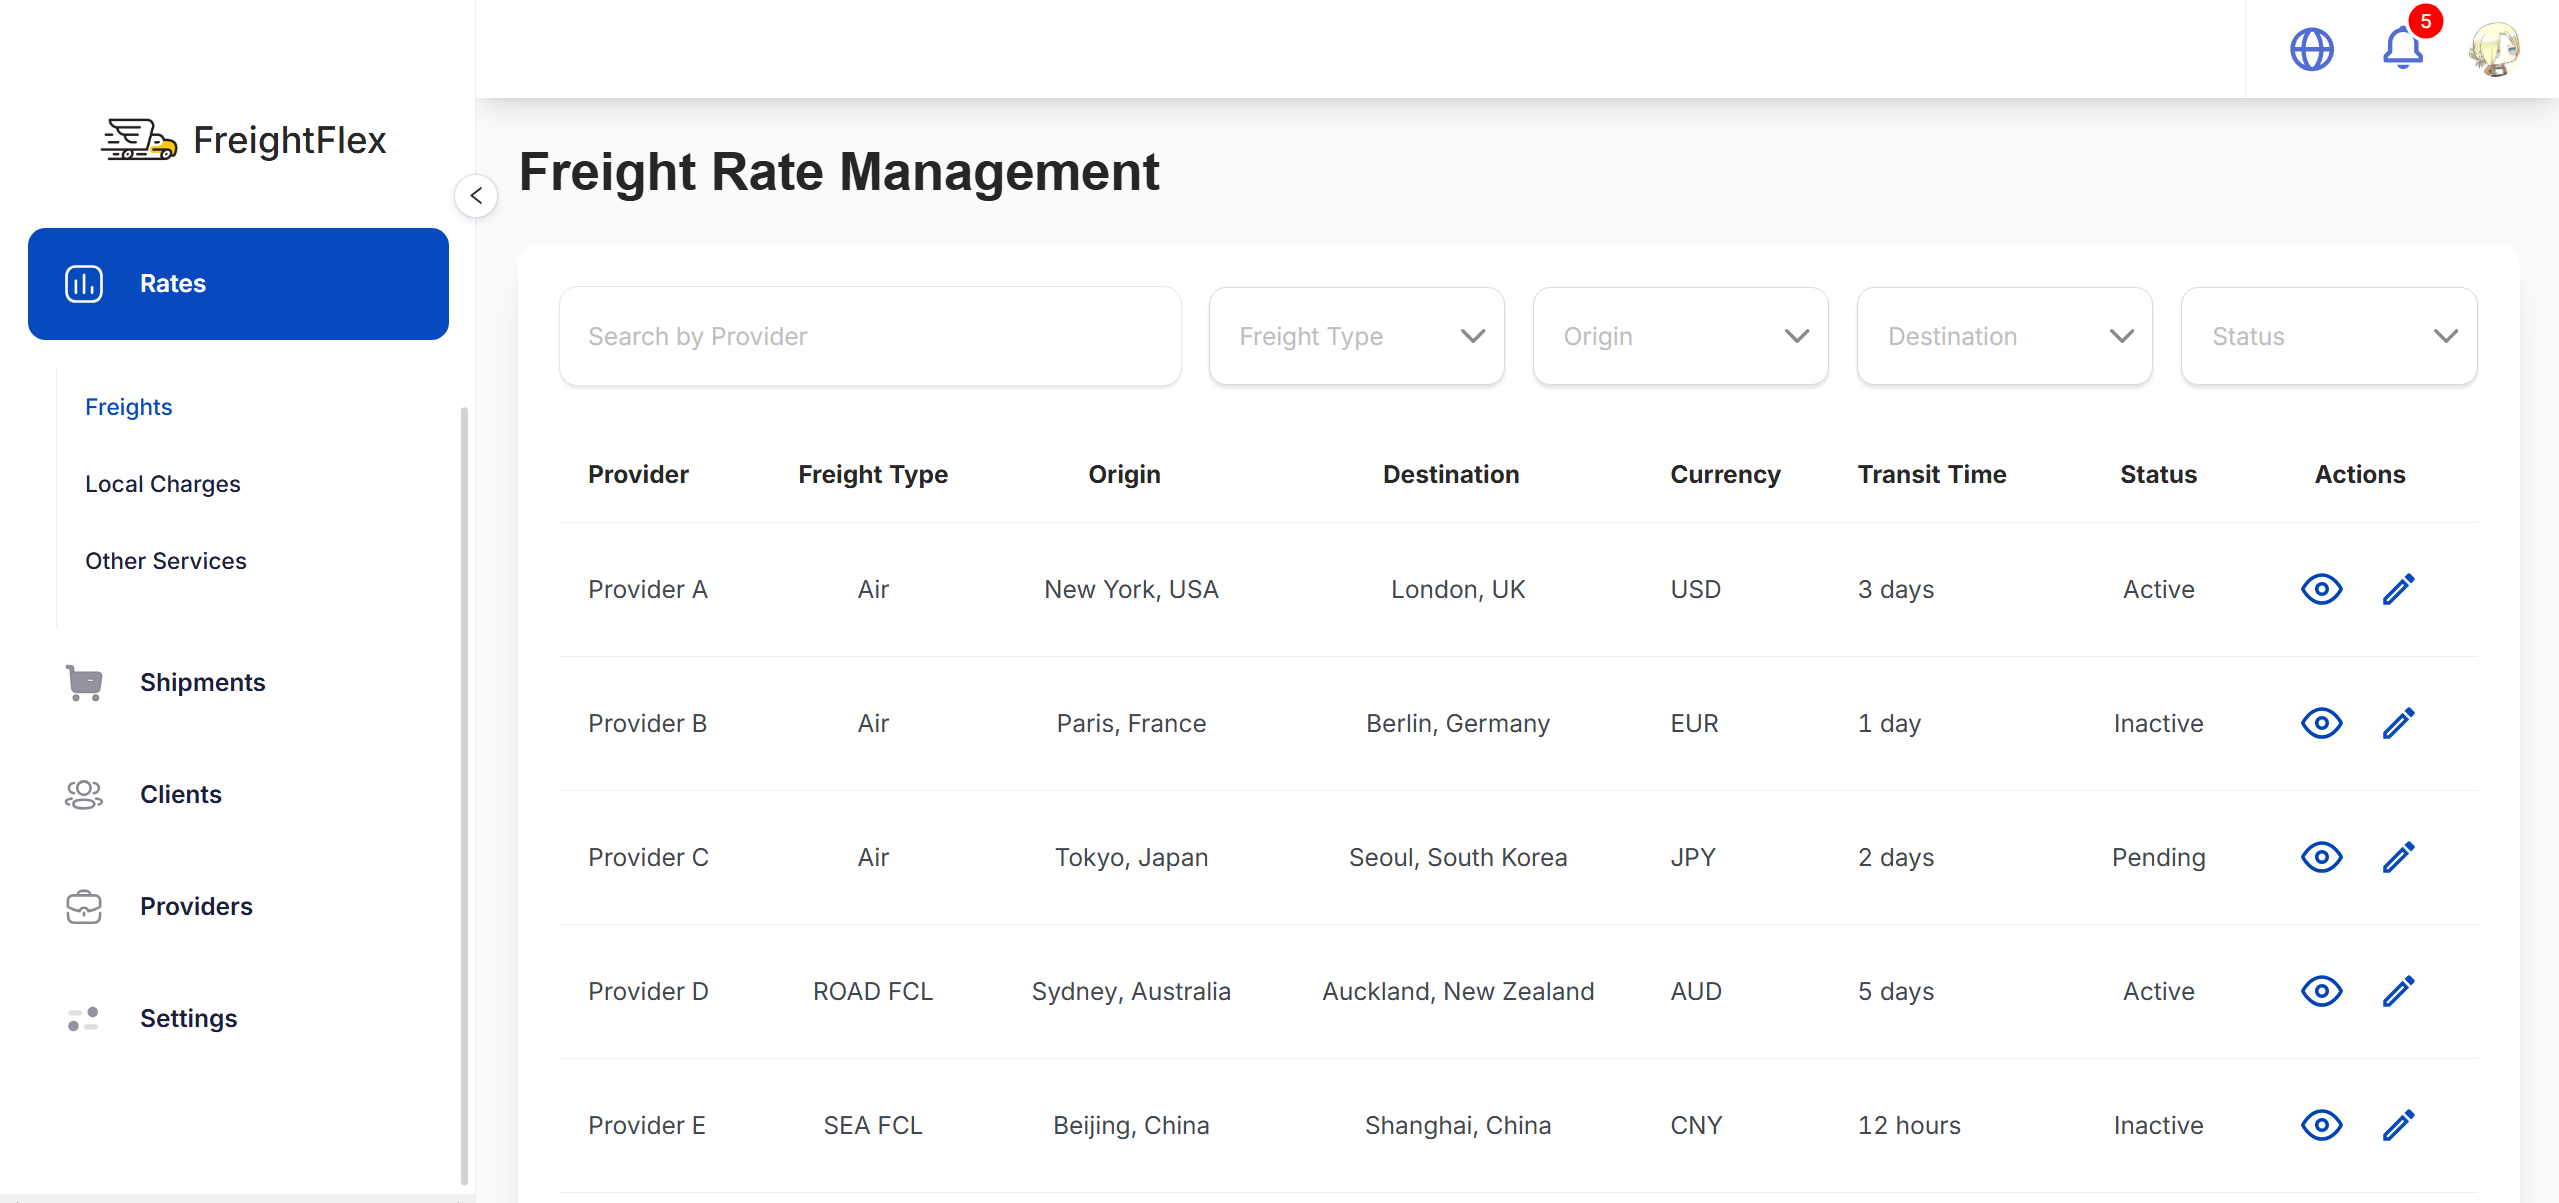 5
FreightFlex
Freight Rate Management
Rates
Freights
Local Charges
Other Services
Shipments
Clients
Providers
Settings
Search by Provider Freight Type Origin Destination Status
Provider Freight Type Origin Destination Currency Transit Time Status Actions
Provider A Air New York, USA London, UK USD 3 days Active
Provider B Air Paris, France Berlin, Germany EUR 1 day Inactive
Provider C Air Tokyo, Japan Seoul, South Korea JPY 2 days Pending
Provider D ROAD FCL Sydney, Australia Auckland, New Zealand AUD 5 days Active
Provider E SEA FCL Beijing, China Shanghai, China CNY 12 hours Inactive